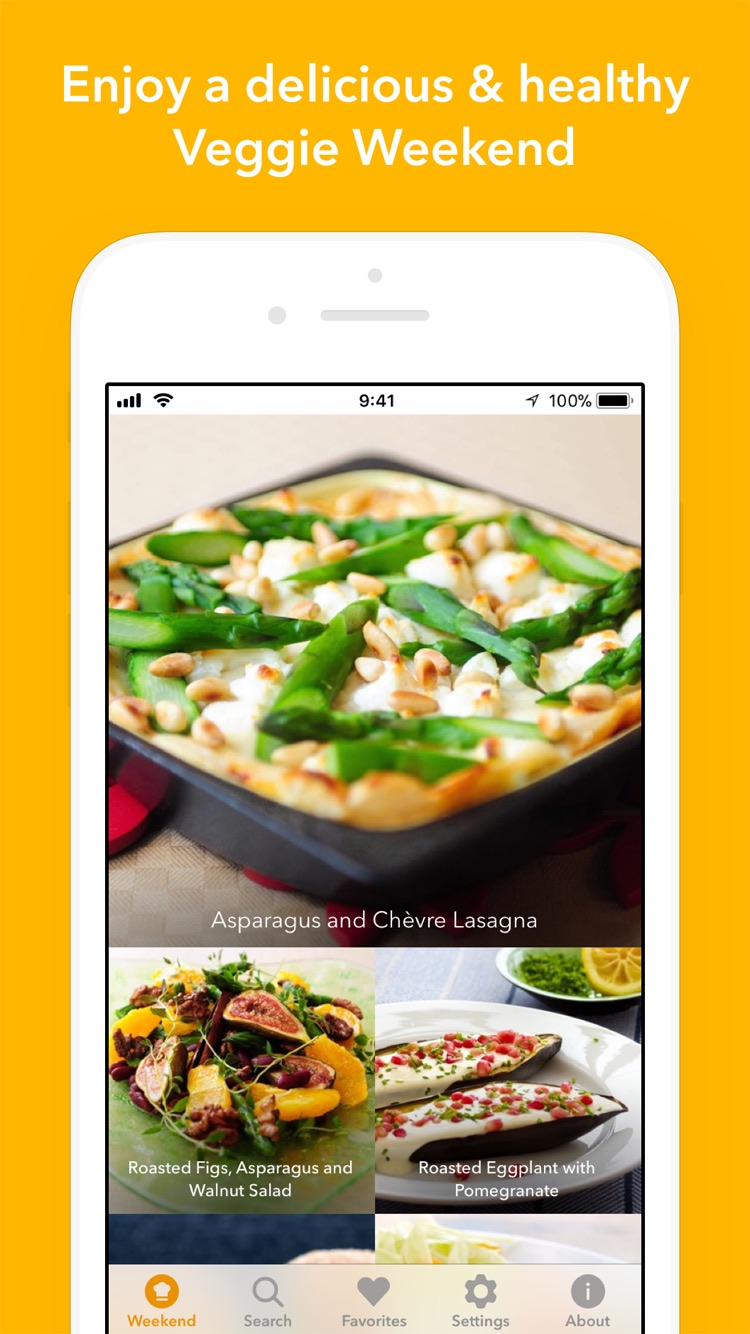 Enjoy a delicious & healthy
Veggie Weekend
9:41
100%
Asparagus and Chèvre Lasagna
Roasted Figs, Asparagus and
Walnut Salad
Roasted Eggplant with
Pomegranate
Weekend
Search
Favorites
Settings
About